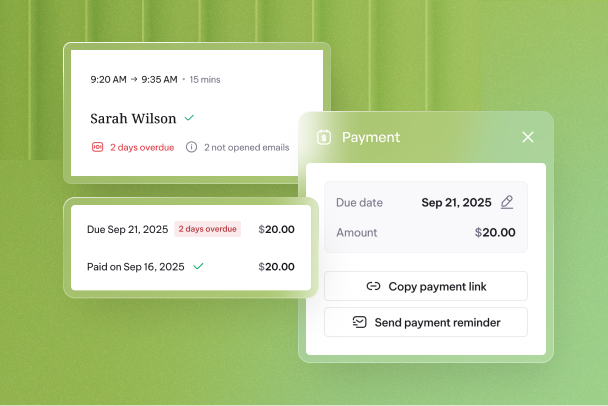 9:20 AM → 9:35 AM • 15 mins
Sarah Wilson
2 days overdue
2 not opened emails
Due Sep 21, 2025 2 days overdue $20.00
Paid on Sep 16, 2025 $20.00
Payment
Due date Sep 21, 2025
Amount $20.00
Copy payment link
Send payment reminder